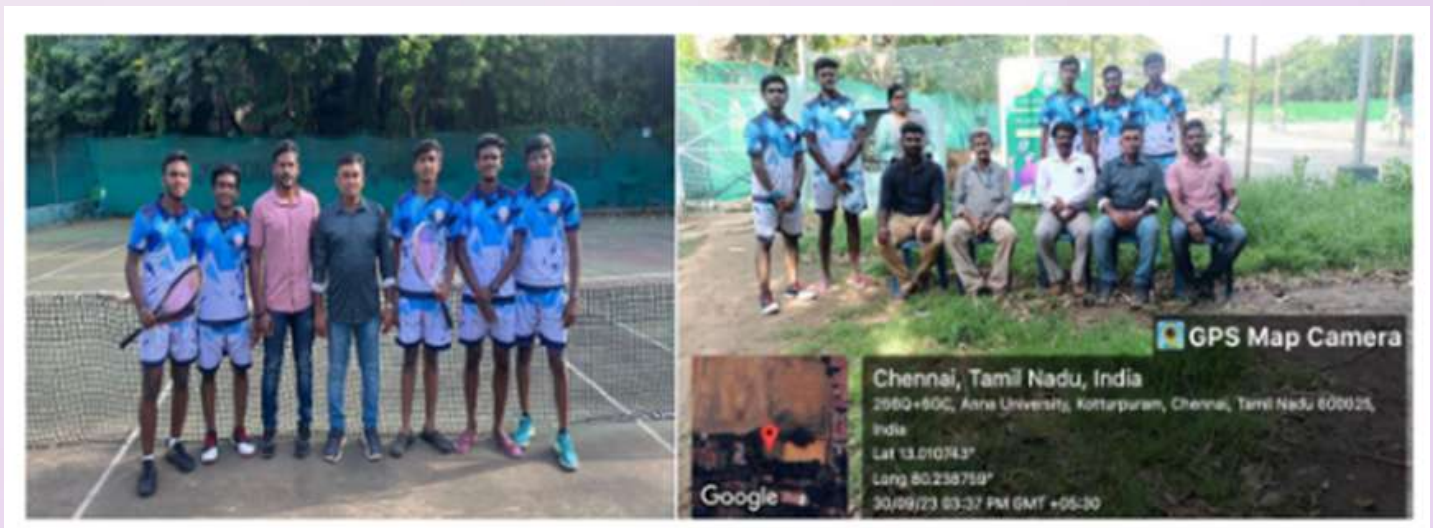 GPS Map Camera
Chennai, Tamil Nadu, India
Anna University, Kotturpuram, Chennai, Tamil Nadu 600025,
India
Lat 13.010743°
Long 80.238759°
30/09/23 03:37 PM GMT +05:30
Google